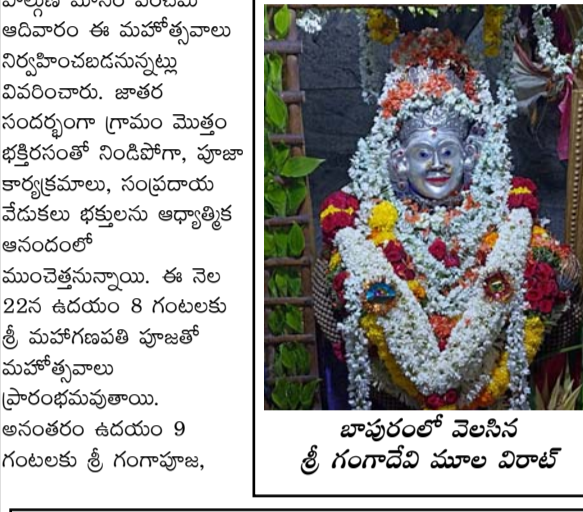 ఆదివారం ఈ మహోత్సవాలు
నిర్వహించబడనున్నట్లు
వివరించారు. జాతర
సందర్భంగా గ్రామం మొత్తం
భక్తిరసంతో నిండిపోగా, పూజా
కార్యక్రమాలు, సంప్రదాయ
వేడుకలు భక్తులను ఆధ్యాత్మిక
ఆనందంలో
ముంచెత్తనున్నాయి. ఈ నెల
22న ఉదయం 8 గంటలకు
శ్రీ మహాగణపతి పూజతో
మహోత్సవాలు
ప్రారంభమవుతాయి.
అనంతరం ఉదయం 9
గంటలకు శ్రీ గంగాపూజ,
బాపురంలో వెలసిన
శ్రీ గంగాదేవి మూల విరాట్